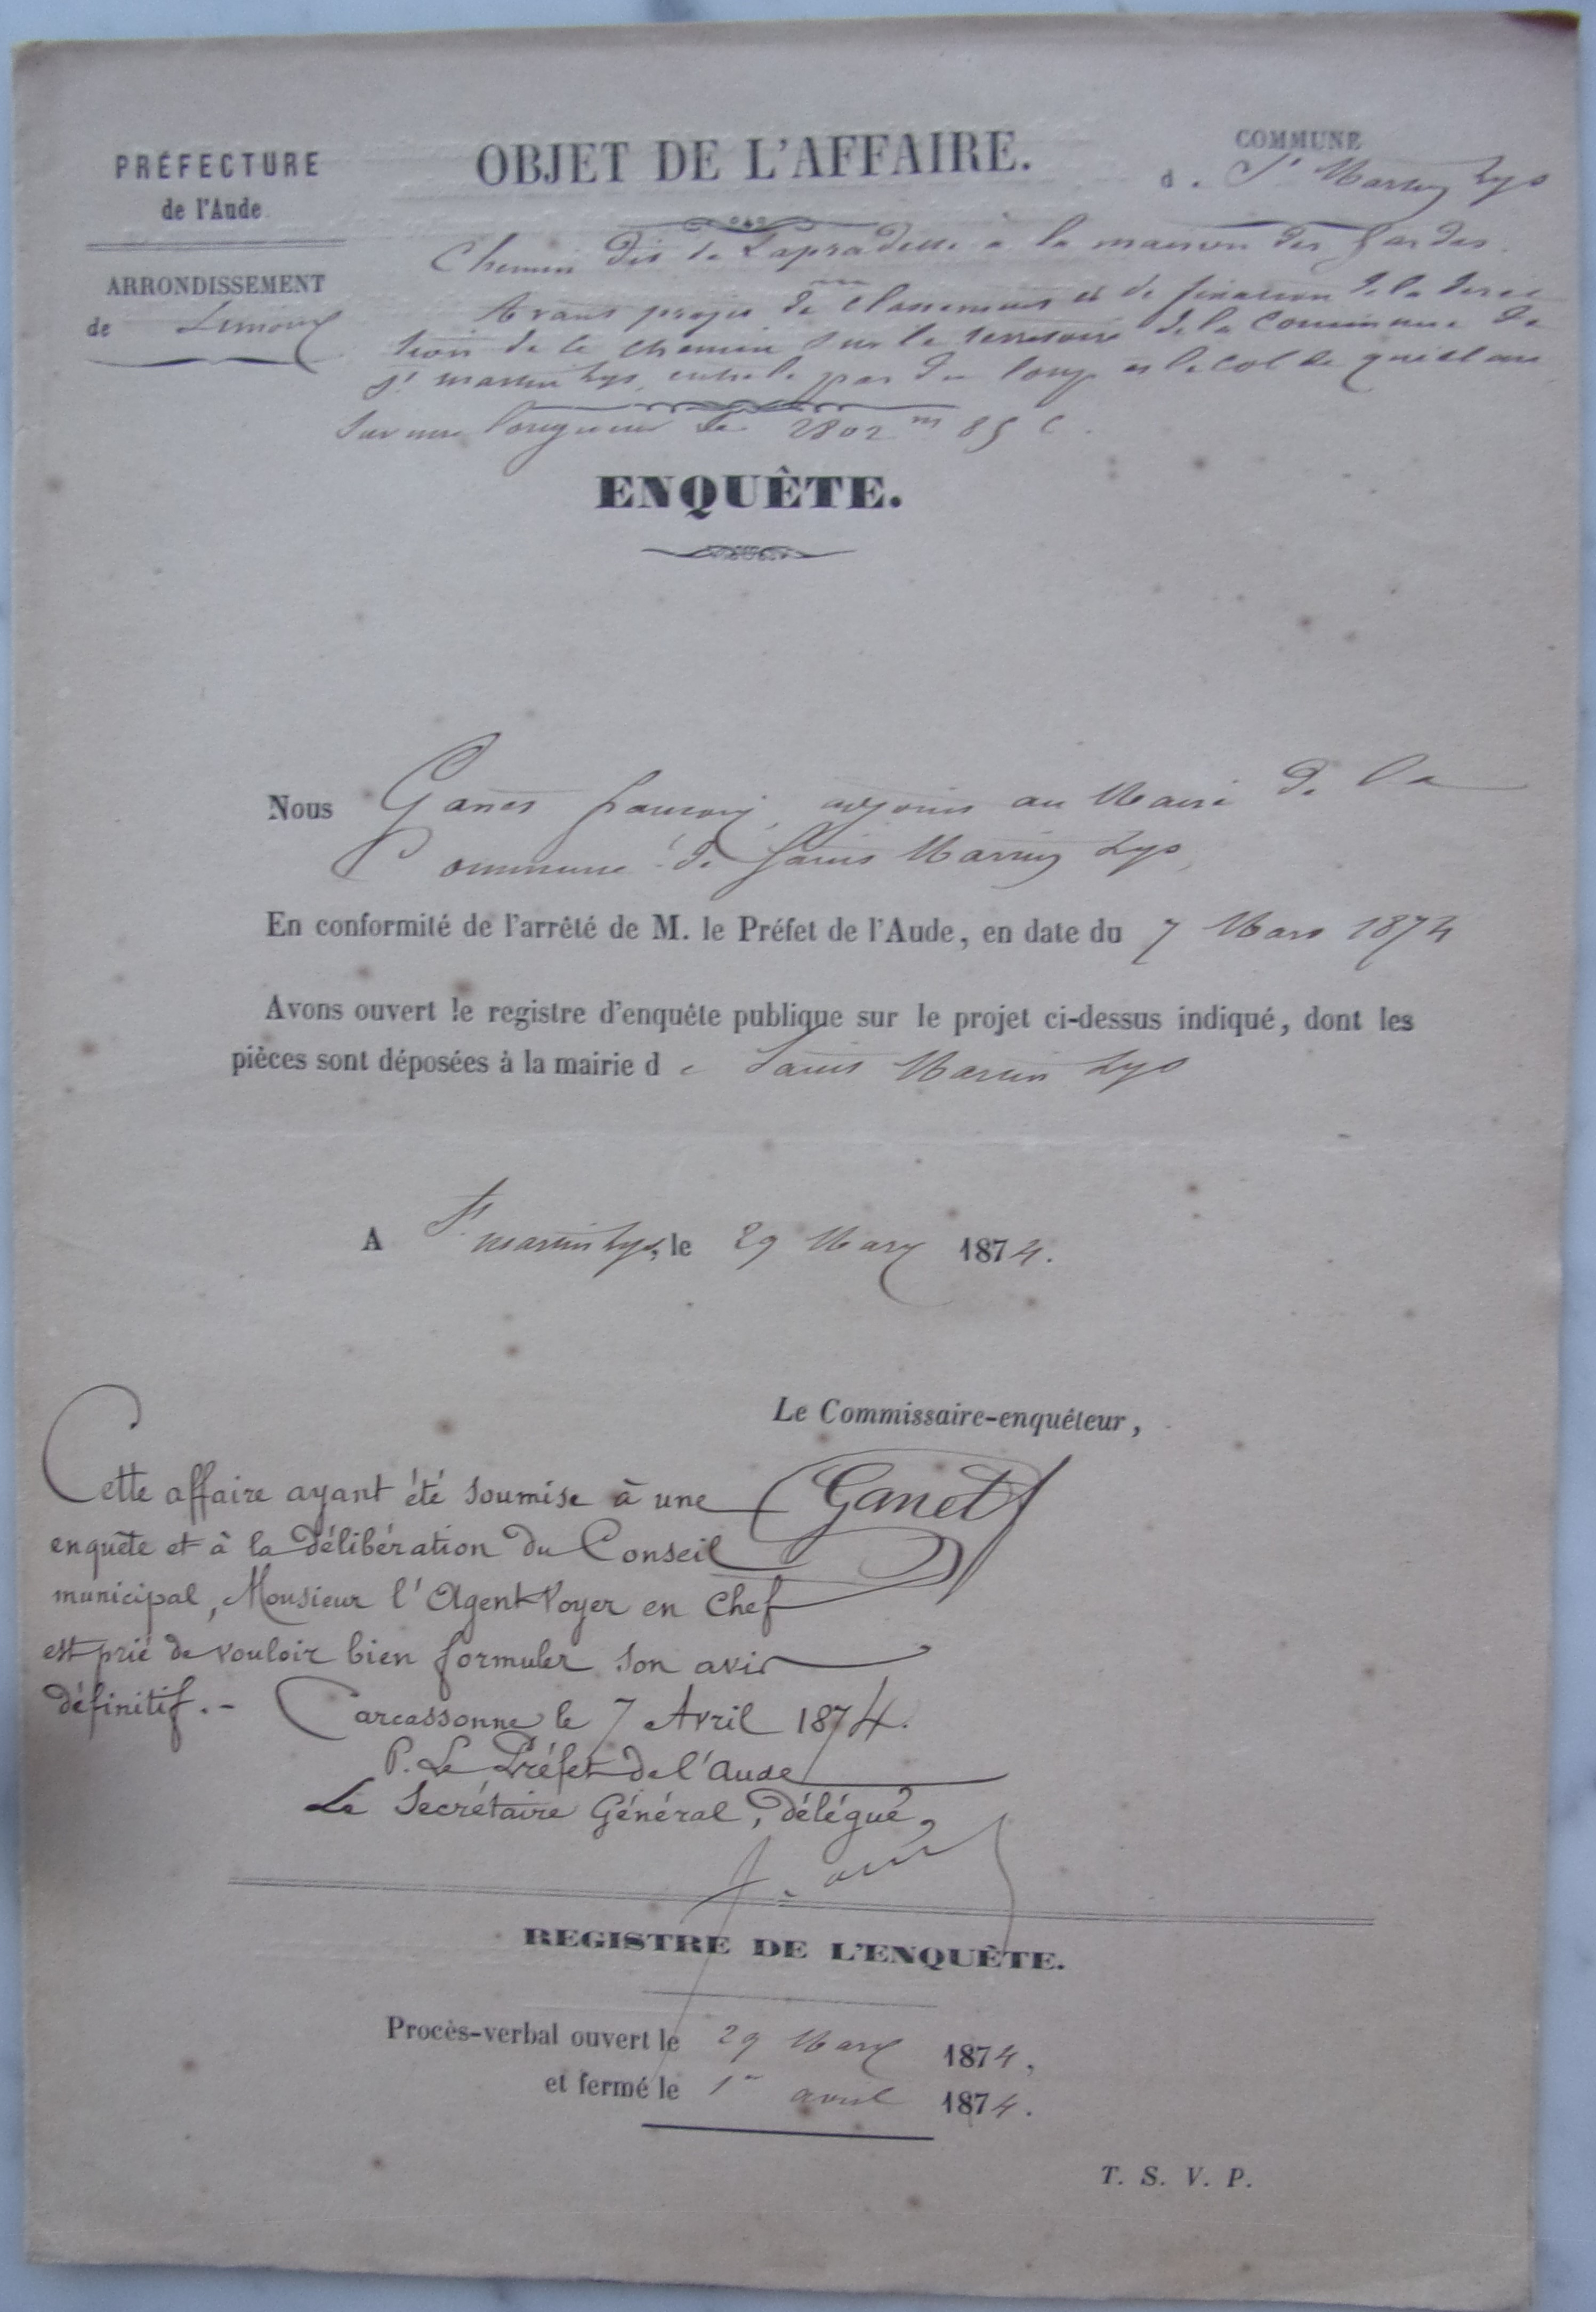 PRÉFECTURE
de l'Aude
ARRONDISSEMENT
de Limoux
OBJET DE L'AFFAIRE.
COMMUNE
de St Martin Lys
Chemin dit de Lapradelle à la maison des Gardes.
Avant projet de classement et de fixation de la direc
tion de ce chemin sur le territoire de la commune de
St martin Lys, entre le pas du loup et le col de
sur une longueur de 2802 m 85 c.
ENQUÊTE.
Nous Ganet françois, adjoint au Maire de la
Commune de Saint Martin Lys,
En conformité de l'arrêté de M. le Préfet de l'Aude, en date du 7 Mars 1874
Avons ouvert le registre d'enquête publique sur le projet ci-dessus indiqué, dont les
pièces sont déposées à la mairie de Saint Martin Lys
A St martin Lys, le 29 Mars 1874.
Le Commissaire-enquêteur,
Ganet
Cette affaire ayant été soumise à une
enquête et à la délibération du Conseil
municipal, Monsieur l'Agent Voyer en Chef
est prié de vouloir bien formuler son avis
définitif. - Carcassonne le 7 Avril 1874.
P. Le Préfet de l'Aude
Le Secrétaire Général, délégué,
REGISTRE DE L'ENQUÊTE.
Procès-verbal ouvert le 29 Mars 1874,
et fermé le 1er avril 1874.
T. S. V. P.